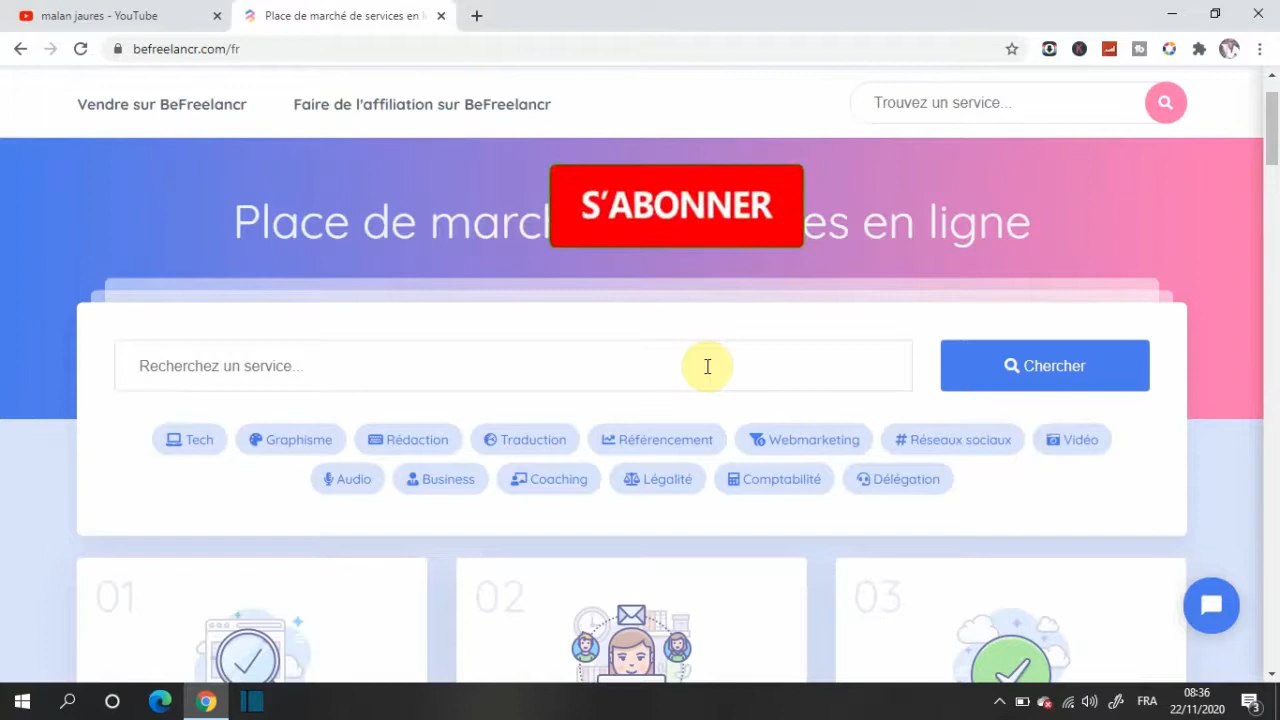 malan jaures - YouTube
Place de marché de services en l
befreelancr.com/fr
Vendre sur BeFreelancr
Faire de l'affiliation sur BeFreelancr
Trouvez un service...
S'ABONNER
Place de marc es en ligne
Recherchez un service...
Chercher
Tech
Graphisme
Rédaction
Traduction
Référencement
Webmarketing
Réseaux sociaux
Vidéo
Audio
Business
Coaching
Légalité
Comptabilité
Délégation
01
02
03
FRA
08:36
22/11/2020
3